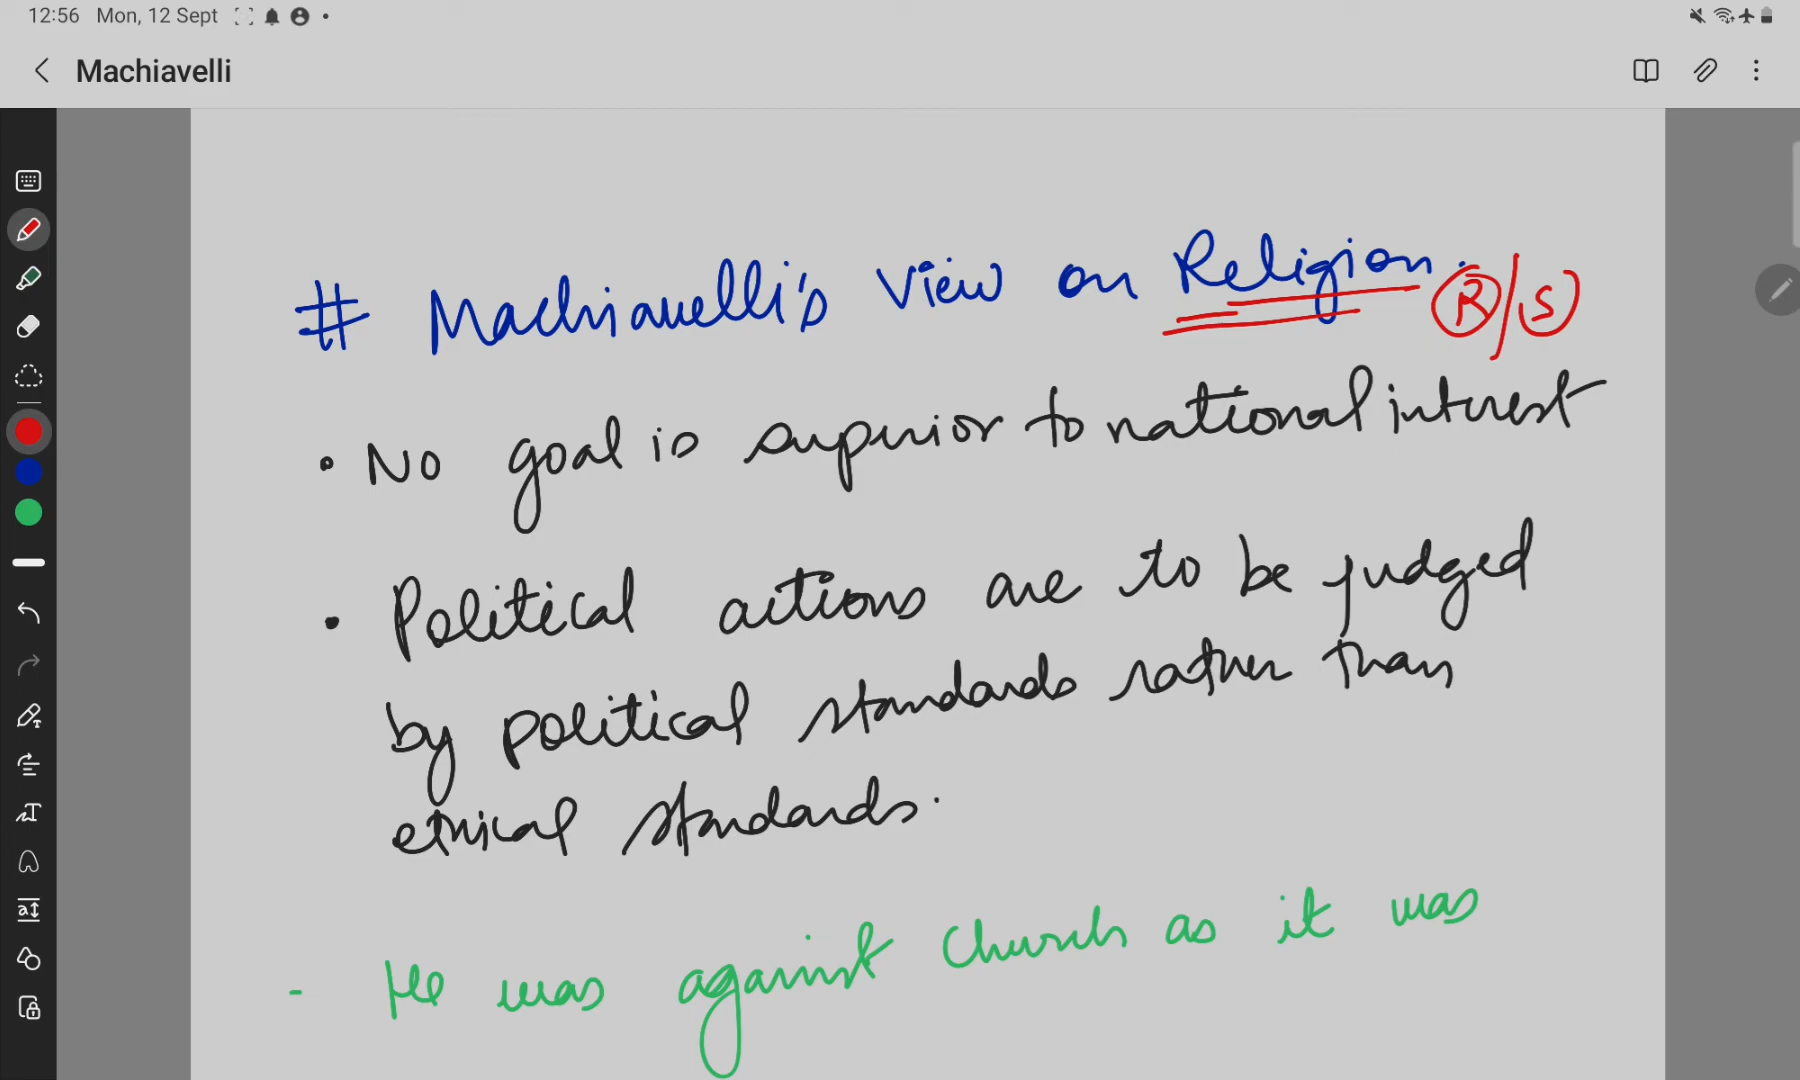 12:56 Mon, 12 Sept
Machiavelli
# Machiavelli's View on Religion. R/S
• No goal is superior to national interest
• Political actions are to be judged
by political standards rather than
ethical standards.
- He was against Church as it was